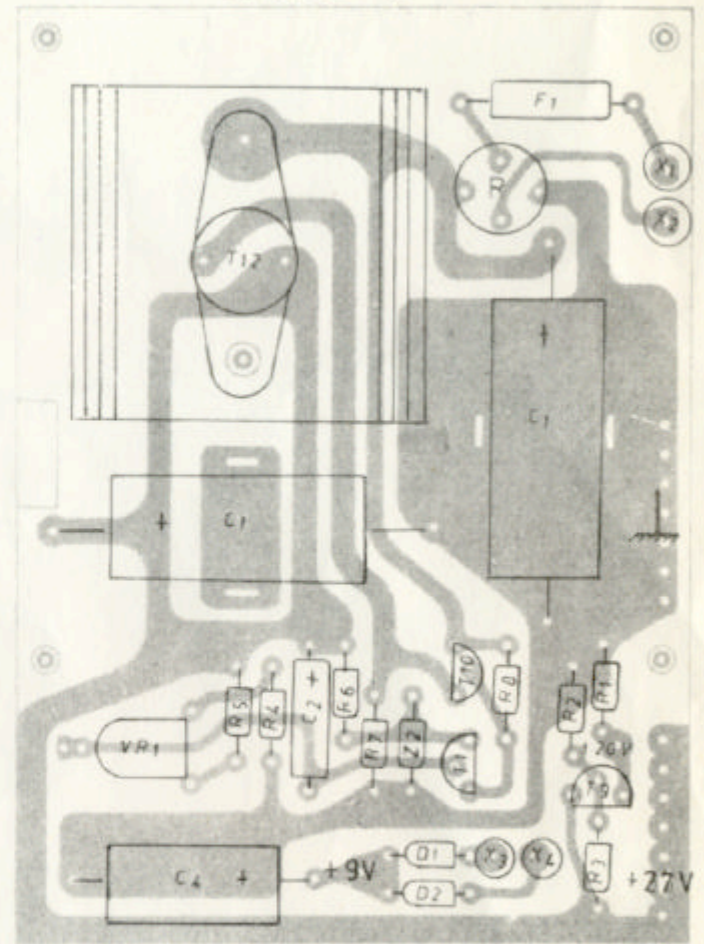 F1
R
X1
X2
T12
+
C1
+
C1
T10
R8
R5
R4
C2 +
R6
R7
Z2
R2
R1
VR1
+20V
T9
C4 +
+9V
D1
D2
X3
X4
R3
+27V